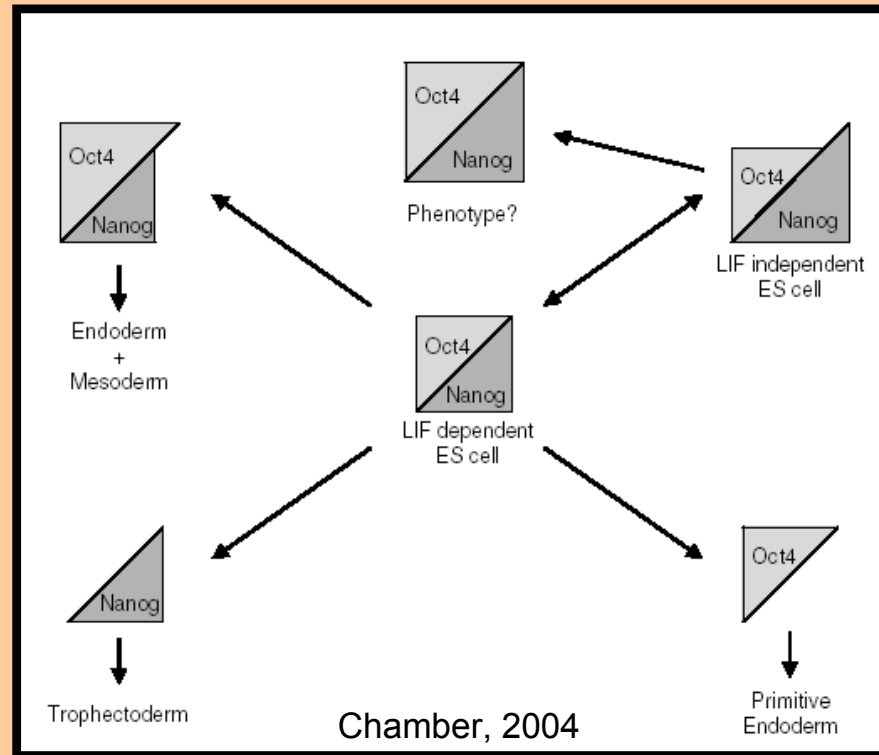 Oct4
Nanog
Phenotype?
Oct4
Nanog
Endoderm
+
Mesoderm
Oct4
Nanog
LIF independent
ES cell
Oct4
Nanog
LIF dependent
ES cell
Nanog
Trophectoderm
Oct4
Primitive
Endoderm
Chamber, 2004